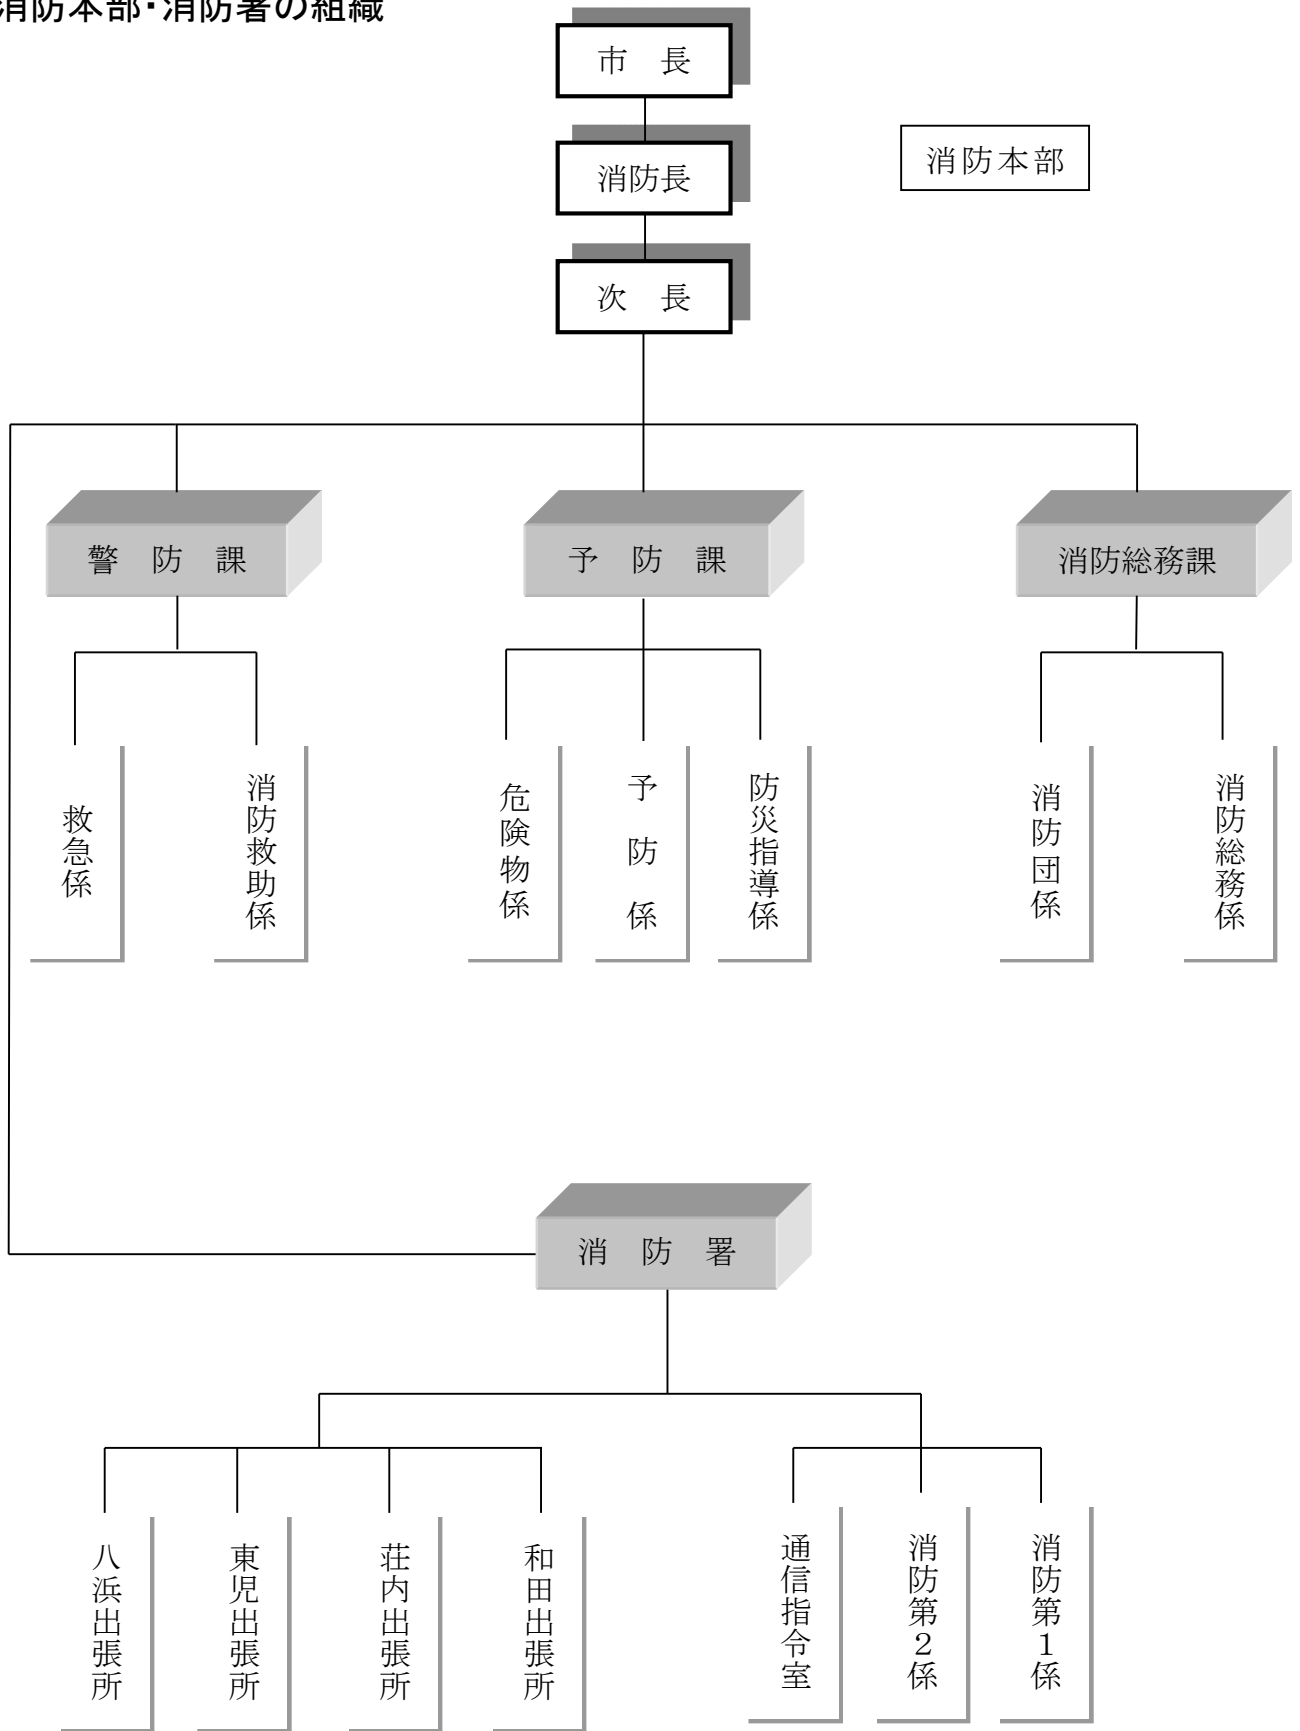 消防本部・消防署の組織
市　長
消防長
消防本部
次　長
警　防　課
予　防　課
消防総務課
救急係
消防救助係
危険物係
予　防　係
防災指導係
消防団係
消防総務係
消　防　署
八浜出張所
東児出張所
荘内出張所
和田出張所
通信指令室
消防第２係
消防第１係